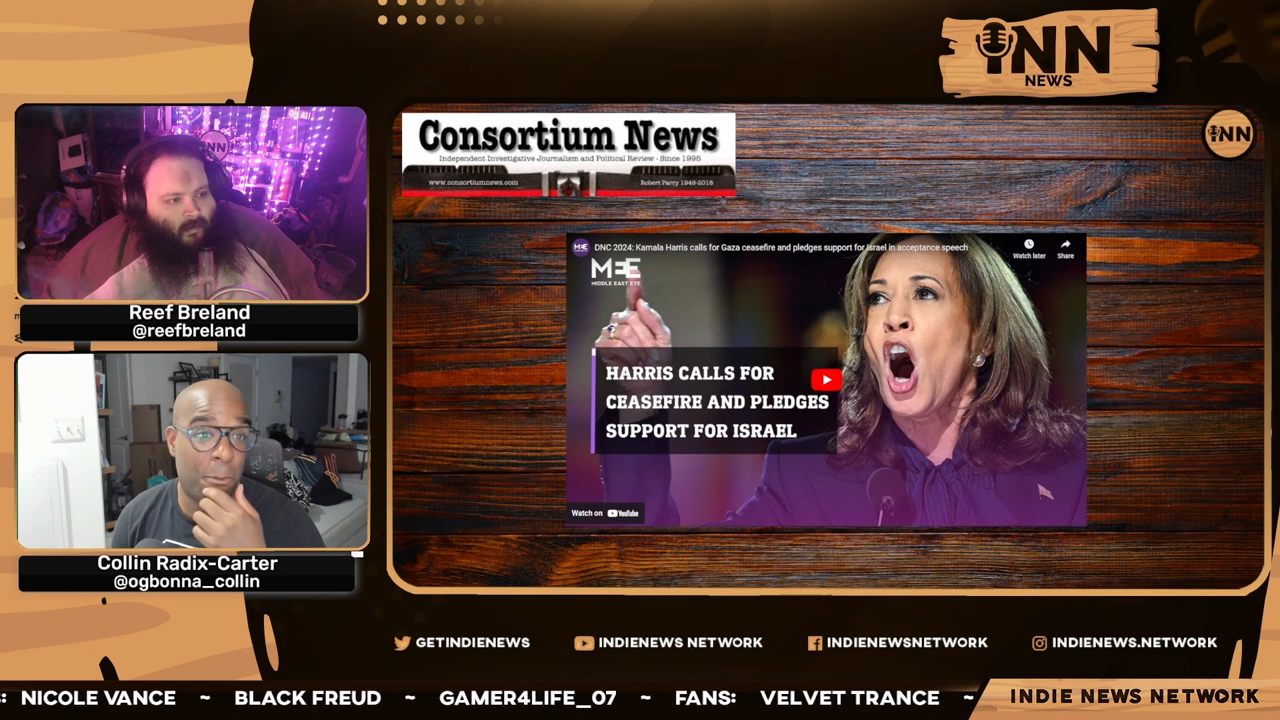 iNN
NEWS
iNN
Consortium News
Independent Investigative Journalism and Political Review - Since 1995
www.consortiumnews.com
Robert Parry 1949-2018
iNN
DNC 2024: Kamala Harris calls for Gaza ceasefire and pledges support for Israel in acceptance speech
Watch later
Share
MEE
MIDDLE EAST EYE
HARRIS CALLS FOR
CEASEFIRE AND PLEDGES
SUPPORT FOR ISRAEL
Watch on YouTube
Reef Breland
@reefbreland
Collin Radix-Carter
@ogbonna_collin
GETINDIENEWS
INDIENEWS NETWORK
INDIENEWSNETWORK
INDIENEWS.NETWORK
NICOLE VANCE ~ BLACK FREUD ~ GAMER4LIFE_07 ~ FANS: VELVET TRANCE ~
INDIE NEWS NETWORK